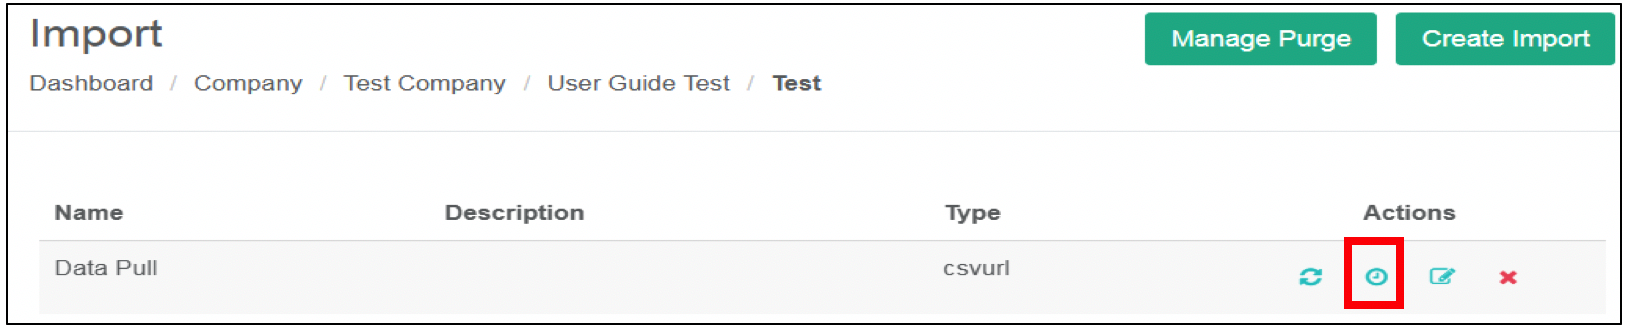 Import
Manage Purge
Create Import
Dashboard / Company / Test Company / User Guide Test / Test
Name Description Type Actions
Data Pull csvurl